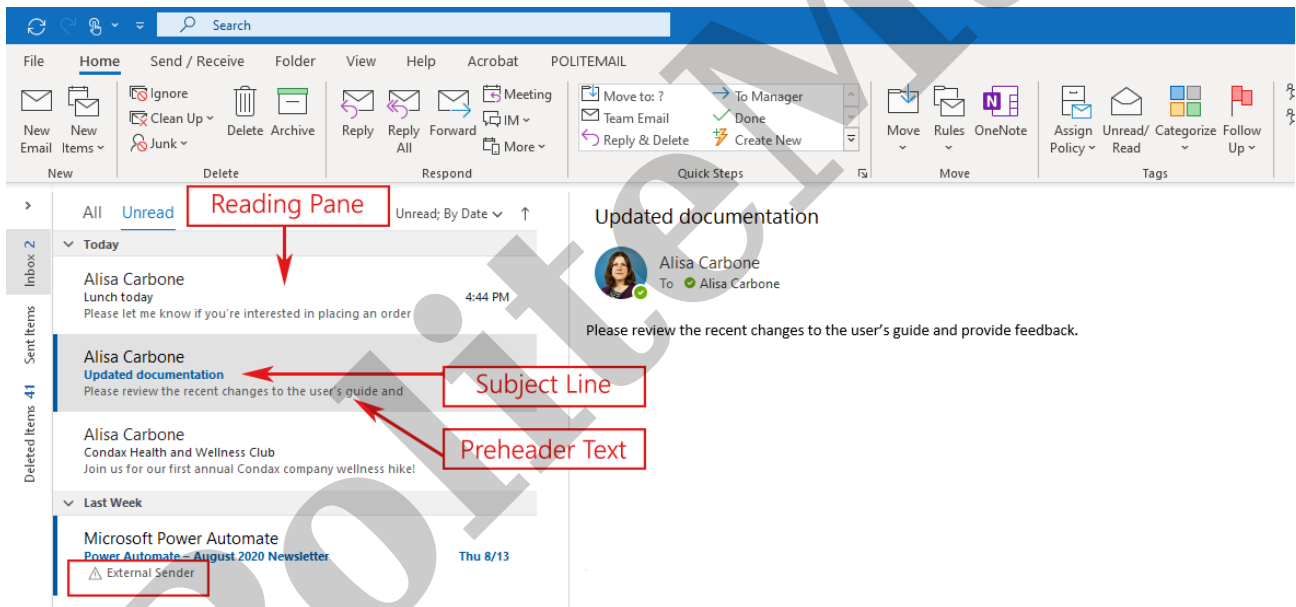 Search
File Home Send / Receive Folder View Help Acrobat POLITEMAIL
New Email
New Items
Ignore
Clean Up
Junk
Delete
Archive
Reply
Reply All
Forward
Meeting
IM
More
Move to: ?
Team Email
Reply & Delete
To Manager
Done
Create New
Move
Rules
OneNote
Assign Policy
Unread/ Read
Categorize
Follow Up
New Delete Respond Quick Steps Move Tags
Inbox 2
Sent Items
Deleted Items 41
All Unread Reading Pane Unread; By Date
Today
Alisa Carbone
Lunch today 4:44 PM
Please let me know if you're interested in placing an order
Alisa Carbone
Updated documentation
Please review the recent changes to the user's guide and
Subject Line
Alisa Carbone
Condax Health and Wellness Club
Join us for our first annual Condax company wellness hike!
Preheader Text
Last Week
Microsoft Power Automate
Power Automate – August 2020 Newsletter Thu 8/13
External Sender
Updated documentation
Alisa Carbone
To Alisa Carbone
Please review the recent changes to the user's guide and provide feedback.
PoliteM